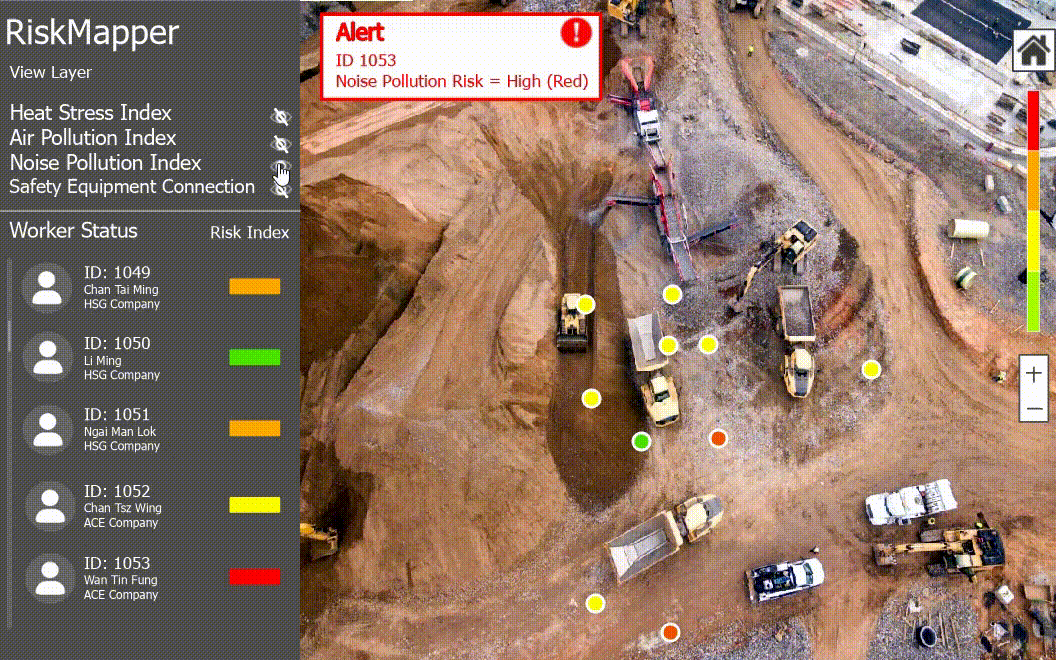 RiskMapper
View Layer
Heat Stress Index
Air Pollution Index
Noise Pollution Index
Safety Equipment Connection
Worker Status
Risk Index
ID: 1049
Chan Tai Ming
HSG Company
ID: 1050
Li Ming
HSG Company
ID: 1051
Ngai Man Lok
HSG Company
ID: 1052
Chan Tsz Wing
ACE Company
ID: 1053
Wan Tin Fung
ACE Company
Alert
!
ID 1053
Noise Pollution Risk = High (Red)
+
−